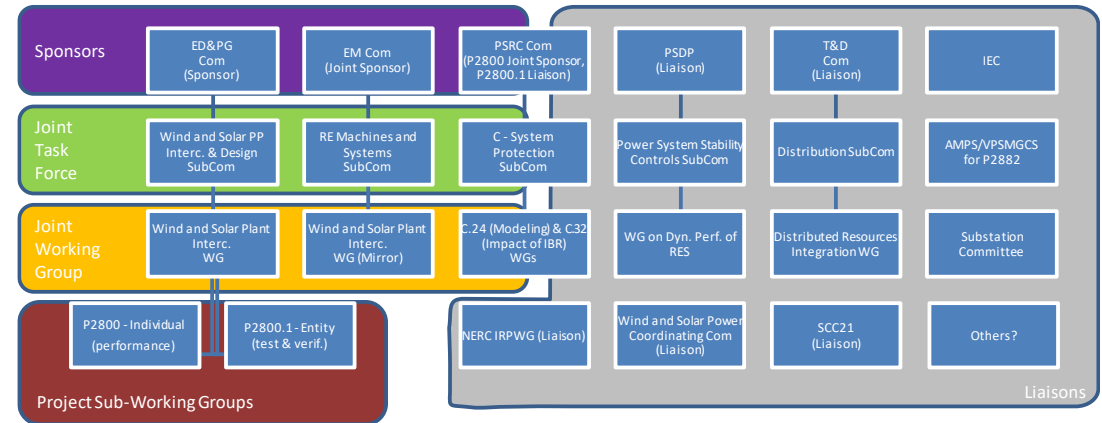 Sponsors
ED&PG
Com
(Sponsor)
EM Com
(Joint Sponsor)
PSRC Com
(P2800 Joint Sponsor,
P2800.1 Liaison)
PSDP
(Liaison)
T&D
Com
(Liaison)
IEC
Joint
Task
Force
Wind and Solar PP
Interc. & Design
SubCom
RE Machines and
Systems
SubCom
C - System
Protection
SubCom
Power System Stability
Controls SubCom
Distribution SubCom
AMPS/VPSMGCS
for P2882
Joint
Working
Group
Wind and Solar Plant
Interc.
WG
Wind and Solar Plant
Interc.
WG (Mirror)
C.24 (Modeling) & C.32
(Impact of IBR)
WGs
WG on Dyn. Perf. of
RES
Distributed Resources
Integration WG
Substation
Committee
P2800 - Individual
(performance)
P2800.1 - Entity
(test & verif.)
NERC IRPWG (Liaison)
Wind and Solar Power
Coordinating Com
(Liaison)
SCC21
(Liaison)
Others?
Project Sub-Working Groups
Liaisons